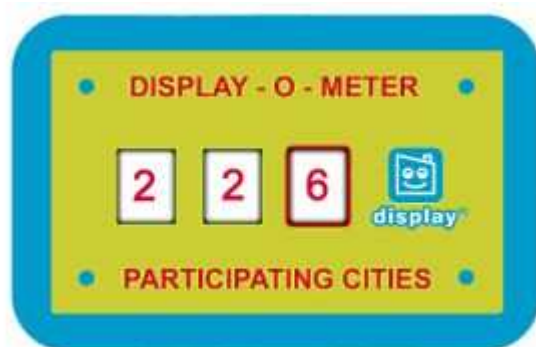 DISPLAY - O - METER
2 2 6
display
PARTICIPATING CITIES